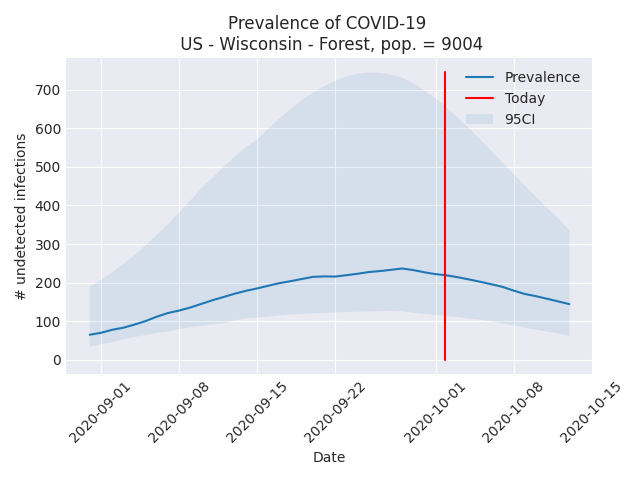 Prevalence of COVID-19
US - Wisconsin - Forest, pop. = 9004
# undetected infections
700
600
500
400
300
200
100
0
Prevalence
Today
95CI
2020-09-01
2020-09-08
2020-09-15
2020-09-22
2020-10-01
2020-10-08
2020-10-15
Date